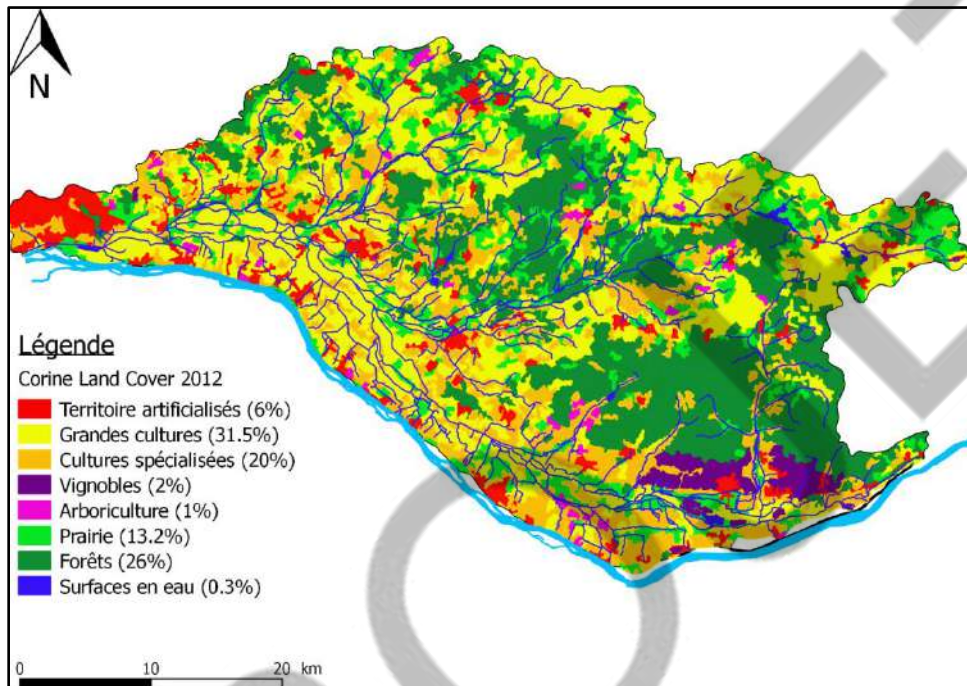 N
Légende
Corine Land Cover 2012
Territoire artificialisés (6%)
Grandes cultures (31.5%)
Cultures spécialisées (20%)
Vignobles (2%)
Arboriculture (1%)
Prairie (13.2%)
Forêts (26%)
Surfaces en eau (0.3%)
0 10 20 km